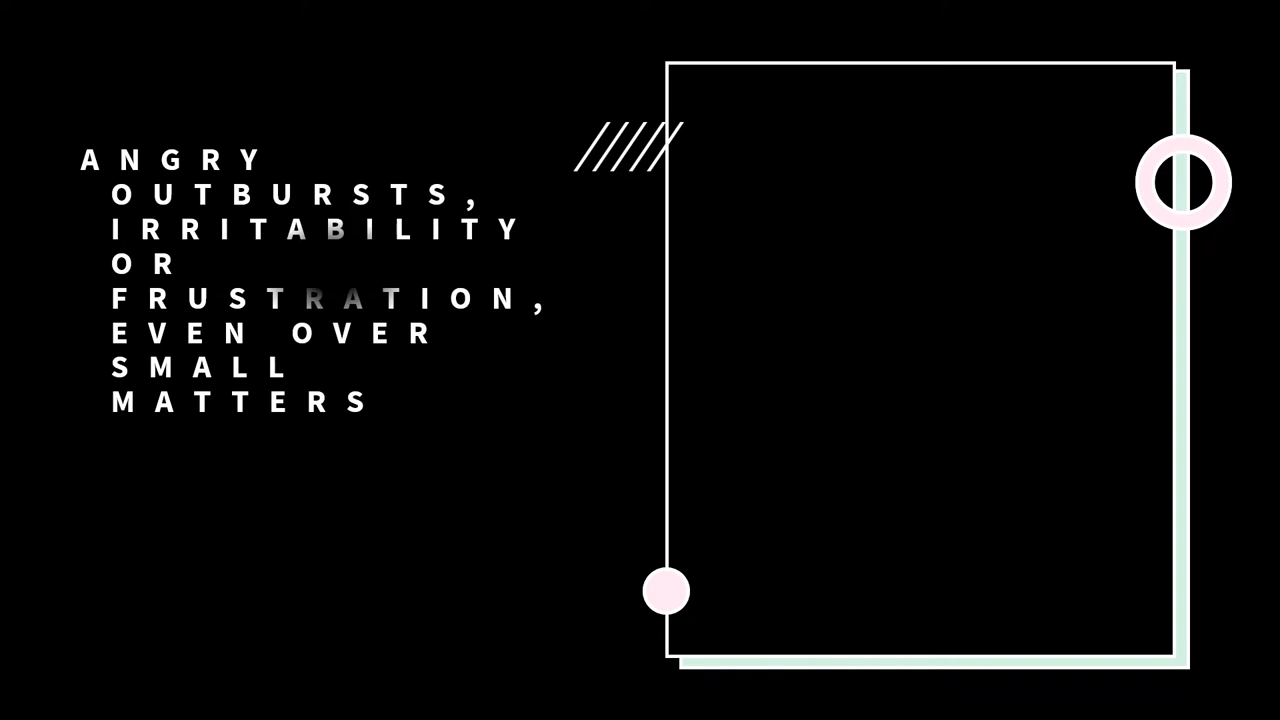 ANGRY
OUTBURSTS,
IRRITABILITY
OR
FRUSTRATION,
EVEN OVER
SMALL
MATTERS